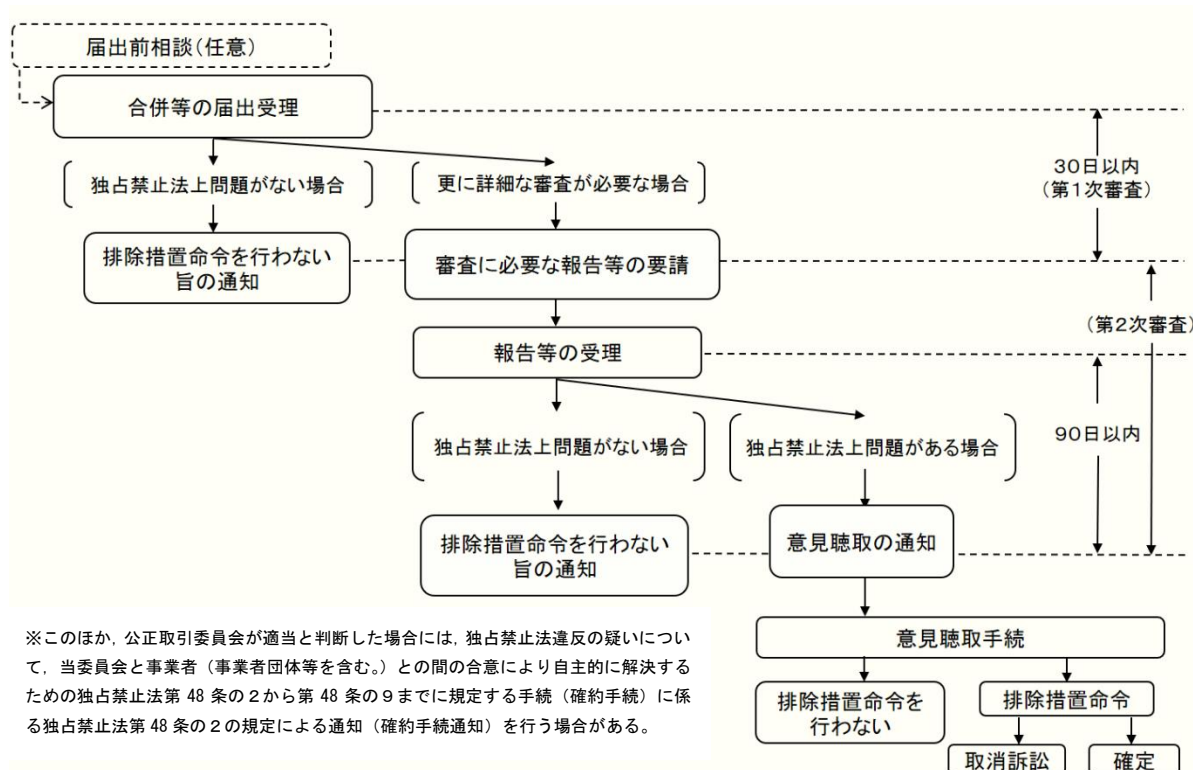 届出前相談（任意）
合併等の届出受理
独占禁止法上問題がない場合
更に詳細な審査が必要な場合
30日以内
（第１次審査）
排除措置命令を行わない
旨の通知
審査に必要な報告等の要請
（第２次審査）
報告等の受理
独占禁止法上問題がない場合
独占禁止法上問題がある場合
90日以内
排除措置命令を行わない
旨の通知
意見聴取の通知
意見聴取手続
排除措置命令を
行わない
排除措置命令
取消訴訟
確定
※このほか，公正取引委員会が適当と判断した場合には，独占禁止法違反の疑いについ
て，当委員会と事業者（事業者団体等を含む。）との間の合意により自主的に解決する
ための独占禁止法第 48 条の２から第 48 条の９までに規定する手続（確約手続）に係
る独占禁止法第 48 条の２の規定による通知（確約手続通知）を行う場合がある。